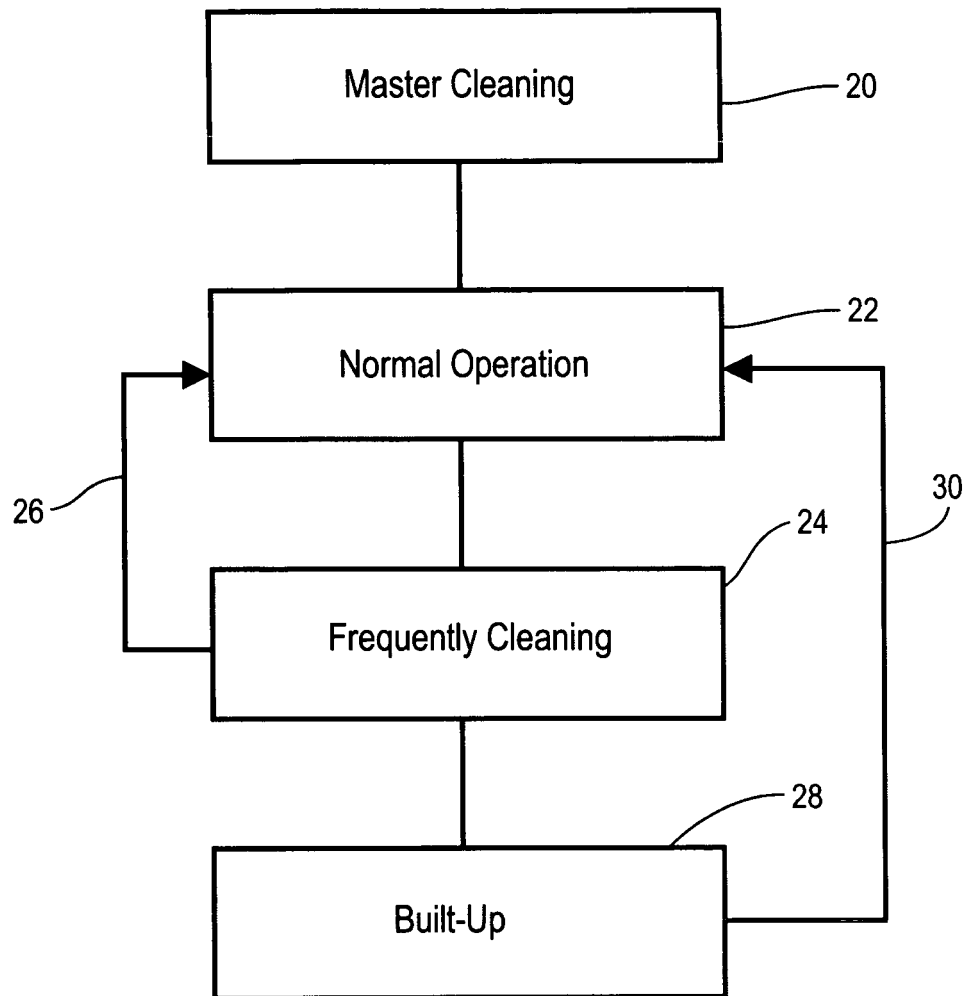 Master Cleaning
20
22
Normal Operation
26
30
24
Frequently Cleaning
28
Built-Up